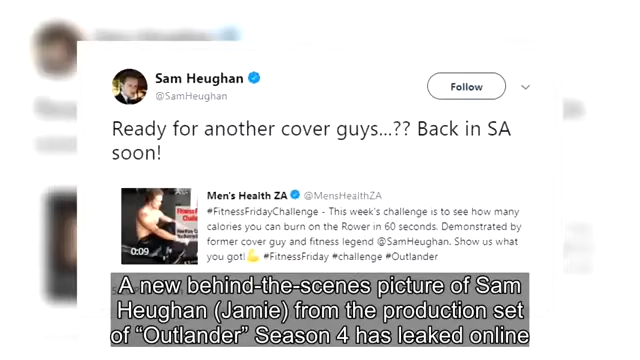 Sam Heughan
@SamHeughan
Follow
Ready for another cover guys...?? Back in SA
soon!
Men's Health ZA @MensHealthZA
#FitnessFridayChallenge - This week's challenge is to see how many
calories you can burn on the Rower in 60 seconds. Demonstrated by
former cover guy and fitness legend @SamHeughan. Show us what
you got!💪 #FitnessFriday #challenge #Outlander
0:09
A new behind-the-scenes picture of Sam
Heughan (Jamie) from the production set
of “Outlander” Season 4 has leaked online